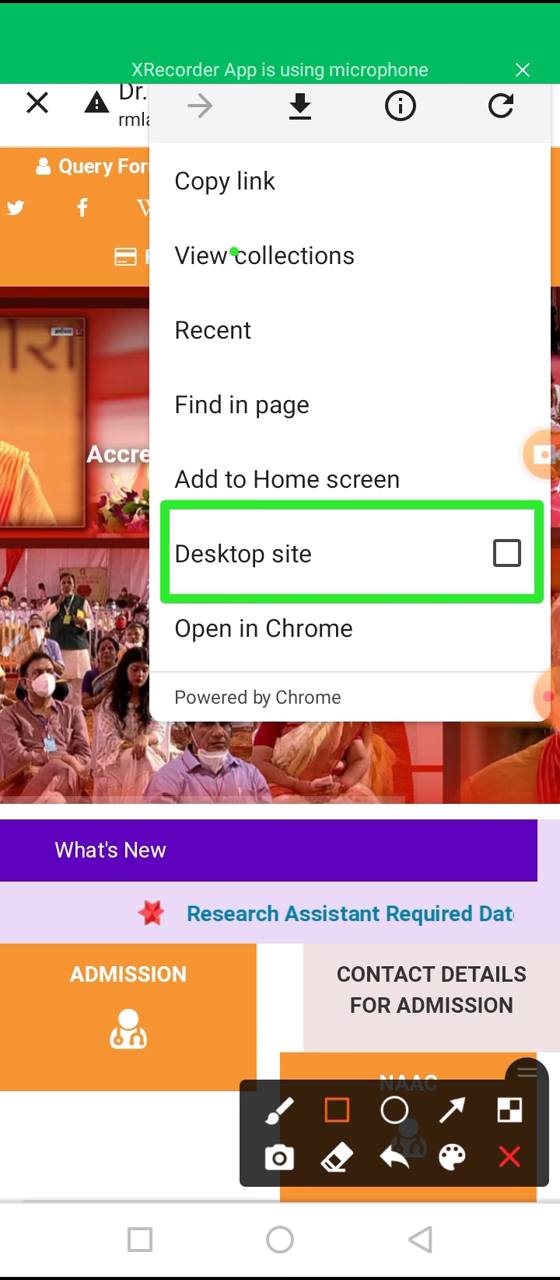 XRecorder App is using microphone
Dr.
Copy link
Query For
View collections
Recent
Find in page
Accre
Add to Home screen
Desktop site
Open in Chrome
Powered by Chrome
What's New
Research Assistant Required Dat
ADMISSION
CONTACT DETAILS
FOR ADMISSION
NAAC